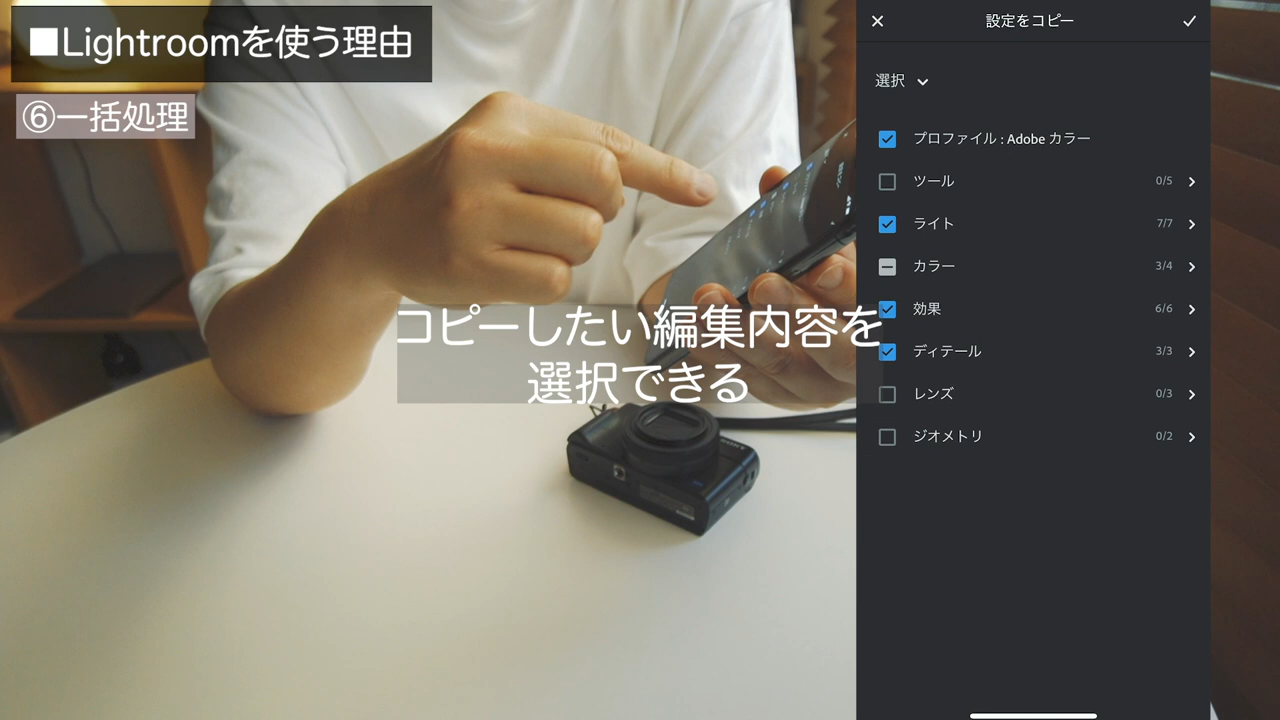 ■Lightroomを使う理由
⑥一括処理
コピーしたい編集内容を
選択できる
設定をコピー
選択
プロファイル : Adobe カラー
ツール 0/5
ライト 7/7
カラー 3/4
効果 6/6
ディテール 3/3
レンズ 0/3
ジオメトリ 0/2